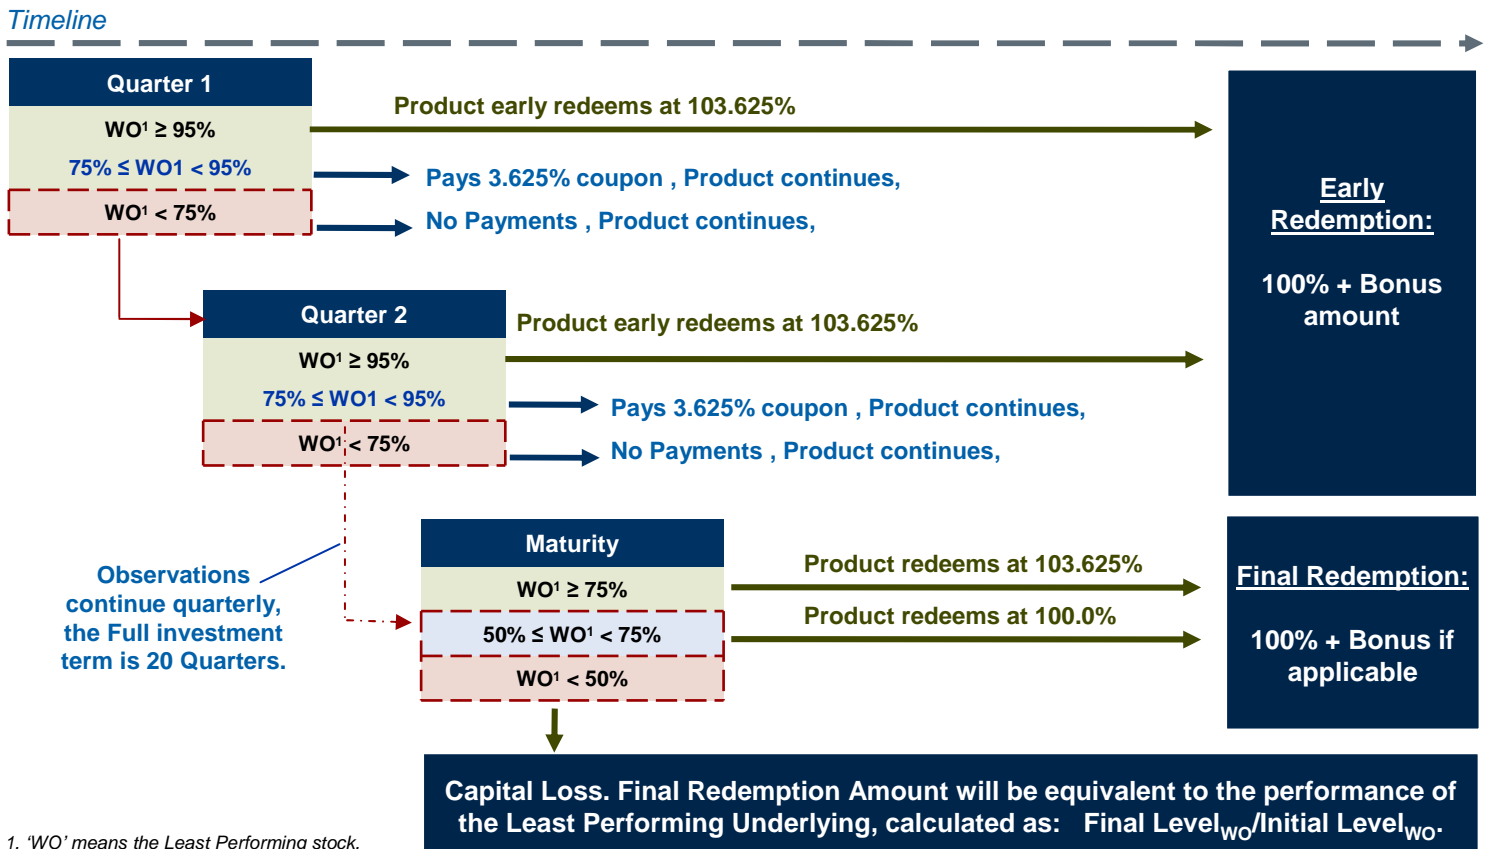 Timeline
Quarter 1
WO¹ ≥ 95%
75% ≤ WO1 < 95%
WO¹ < 75%
Product early redeems at 103.625%
Pays 3.625% coupon , Product continues,
No Payments , Product continues,
Early
Redemption:
100% + Bonus
amount
Quarter 2
WO¹ ≥ 95%
75% ≤ WO1 < 95%
WO¹ < 75%
Product early redeems at 103.625%
Pays 3.625% coupon , Product continues,
No Payments , Product continues,
Observations
continue quarterly,
the Full investment
term is 20 Quarters.
Maturity
WO¹ ≥ 75%
50% ≤ WO¹ < 75%
WO¹ < 50%
Product redeems at 103.625%
Product redeems at 100.0%
Final Redemption:
100% + Bonus if
applicable
Capital Loss. Final Redemption Amount will be equivalent to the performance of
the Least Performing Underlying, calculated as: Final Level_WO/Initial Level_WO.
1. ‘WO’ means the Least Performing stock.